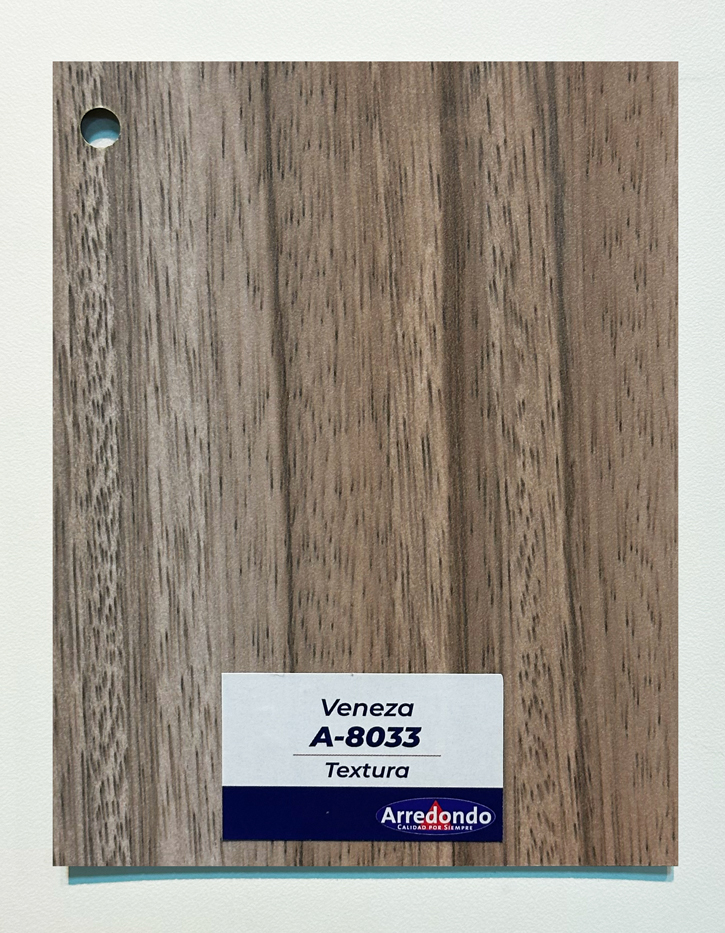 Veneza
A-8033
Textura
Arredondo
CALIDAD POR SIEMPRE